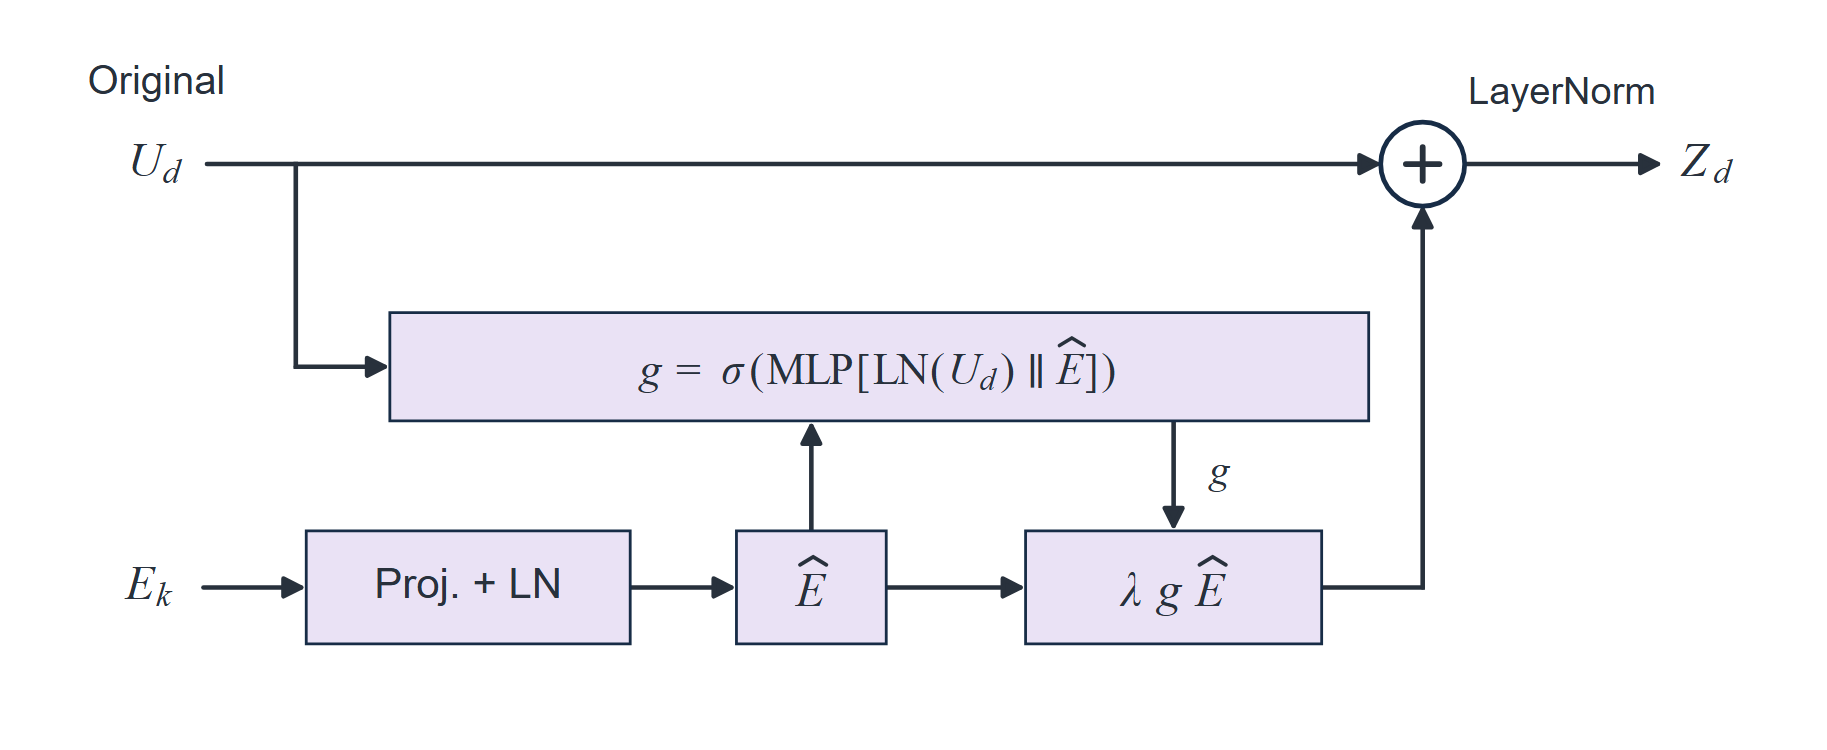 Original
LayerNorm
U_d
+
Z_d
g = σ(MLP[LN(U_d) ∥ Ê])
g
E_k
Proj. + LN
Ê
λ g Ê